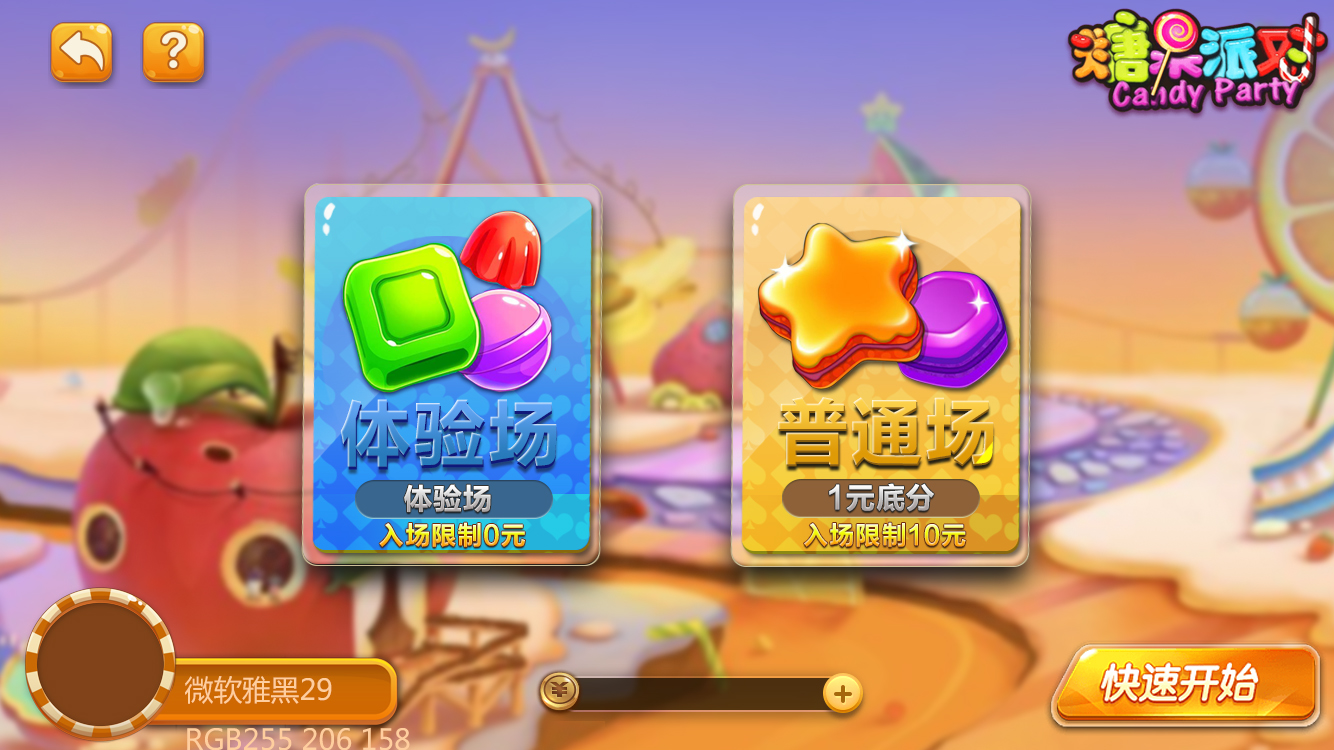 糖果派对
Candy Party
体验场
体验场
入场限制0元
普通场
1元底分
入场限制10元
微软雅黑29
RGB255 206 158
快速开始